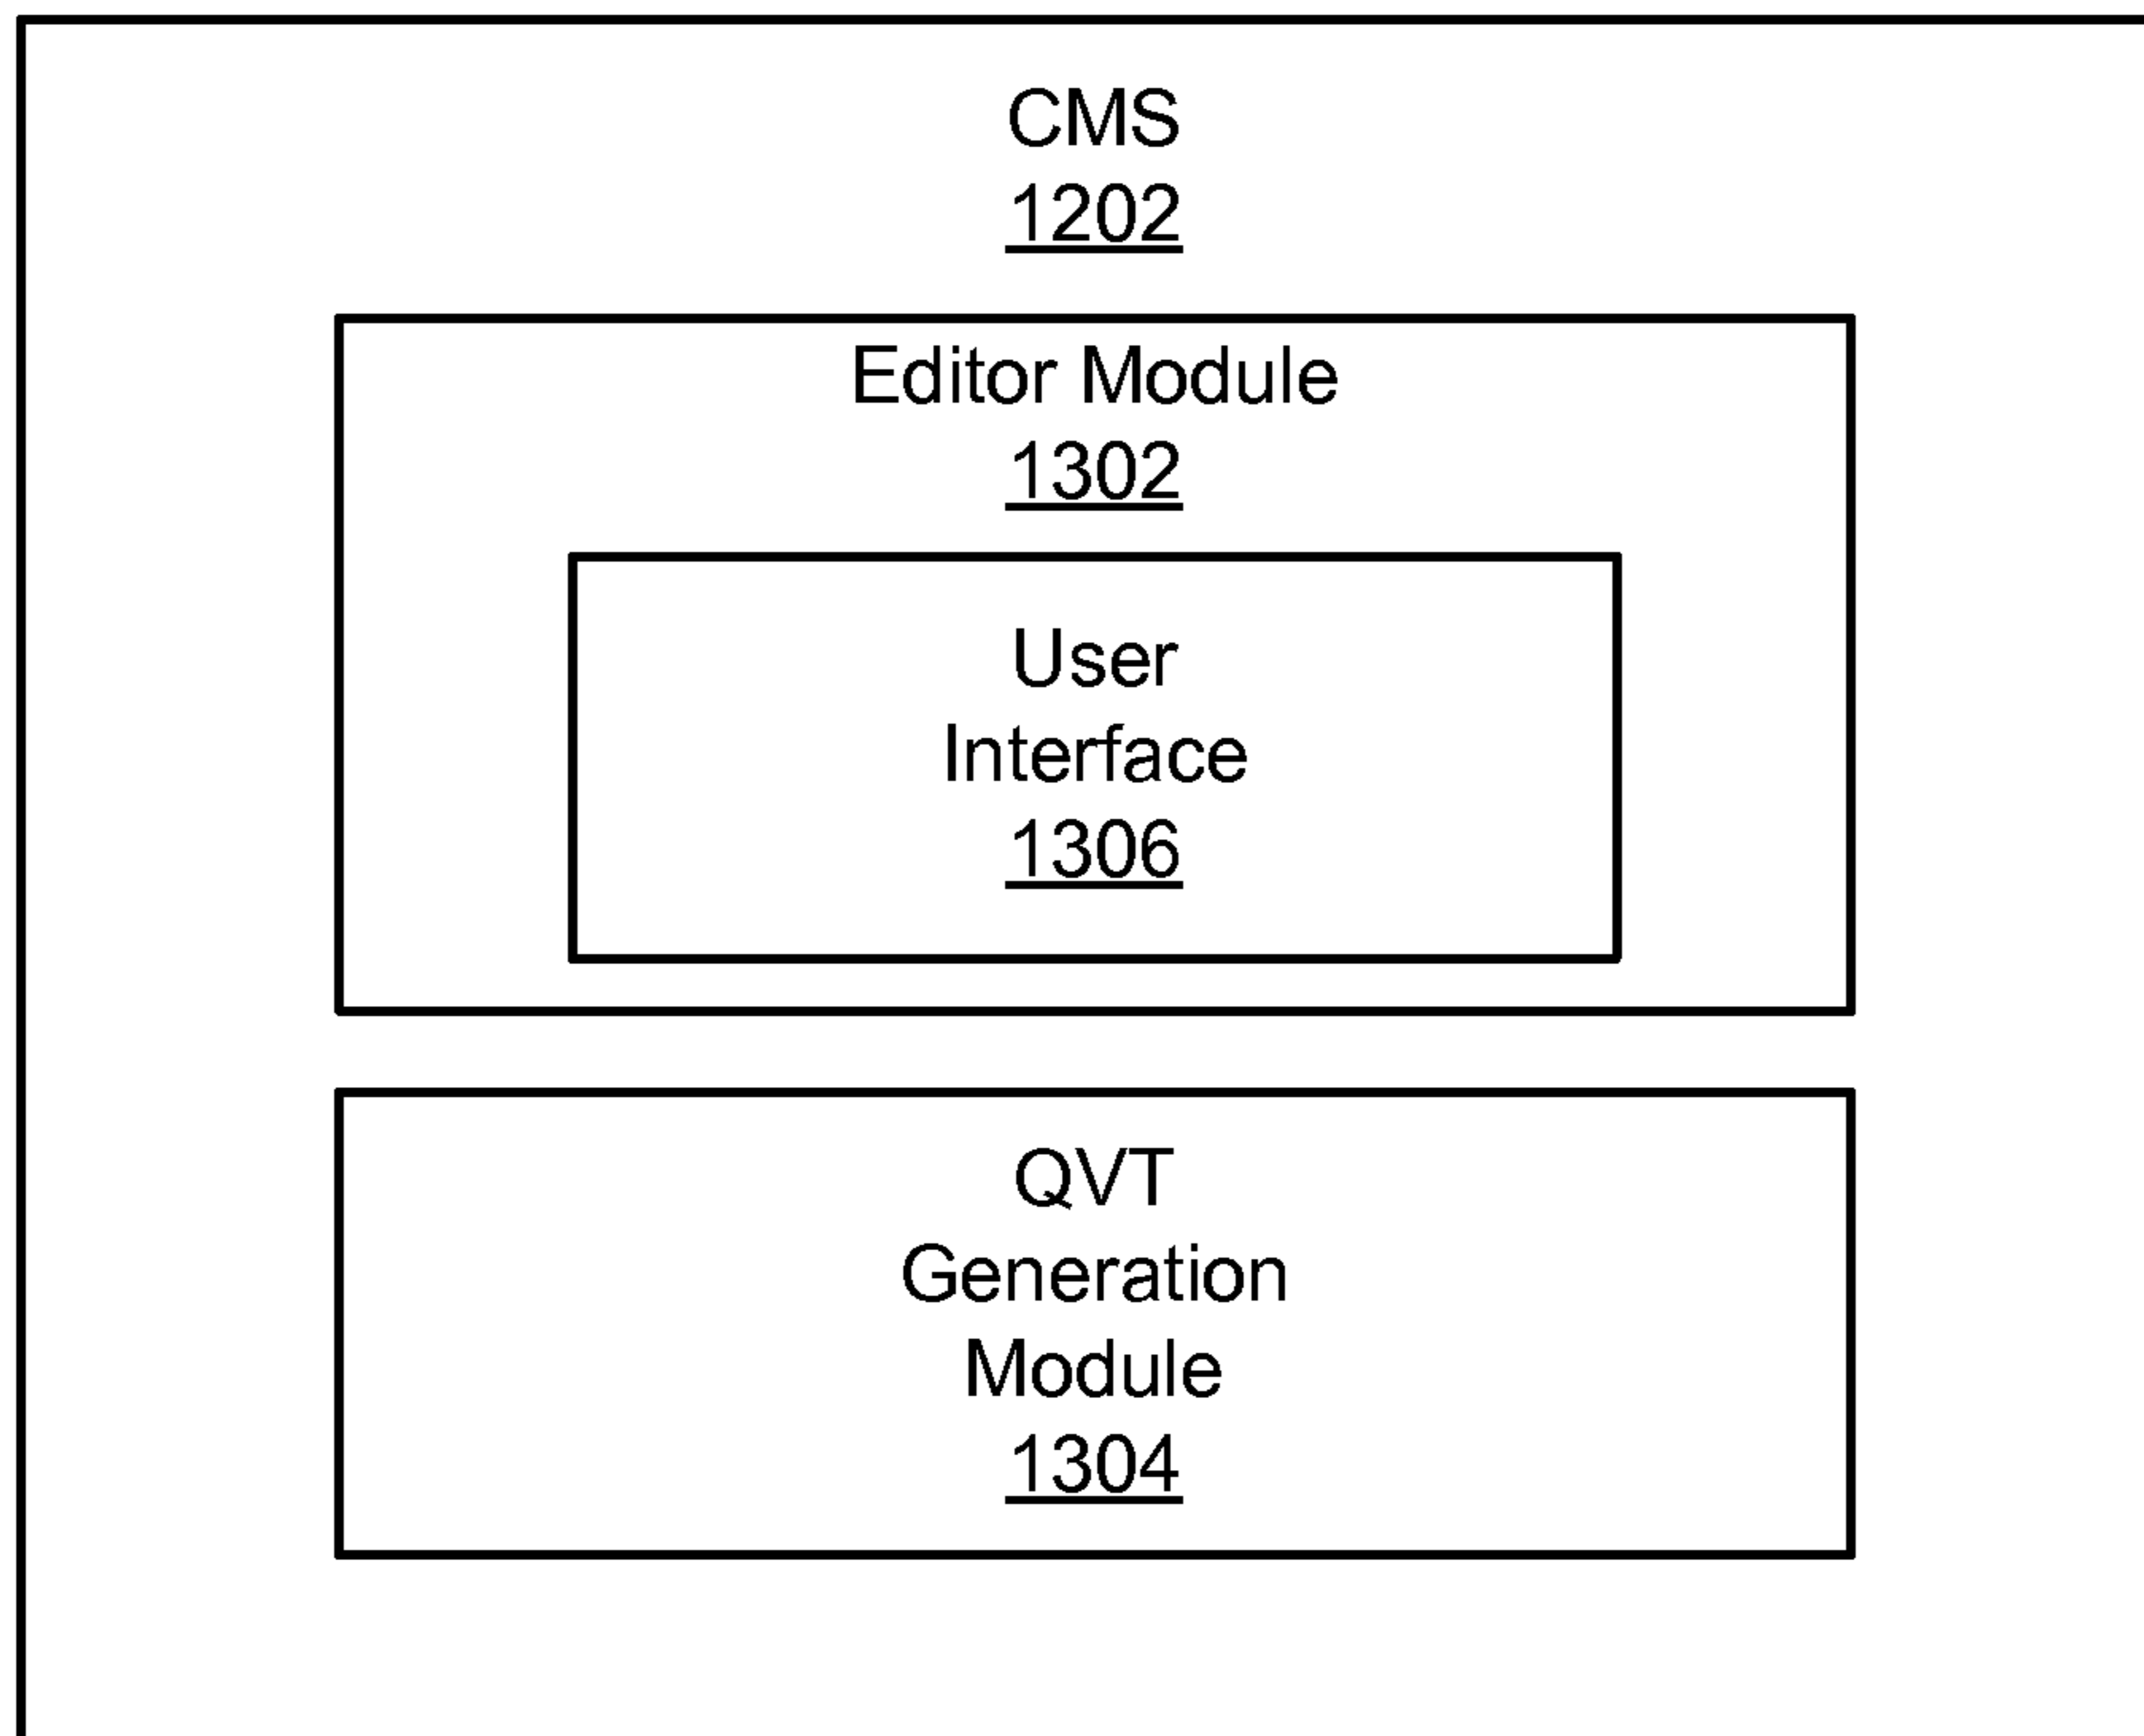 CMS
1202
Editor Module
1302
User
Interface
1306
QVT
Generation
Module
1304